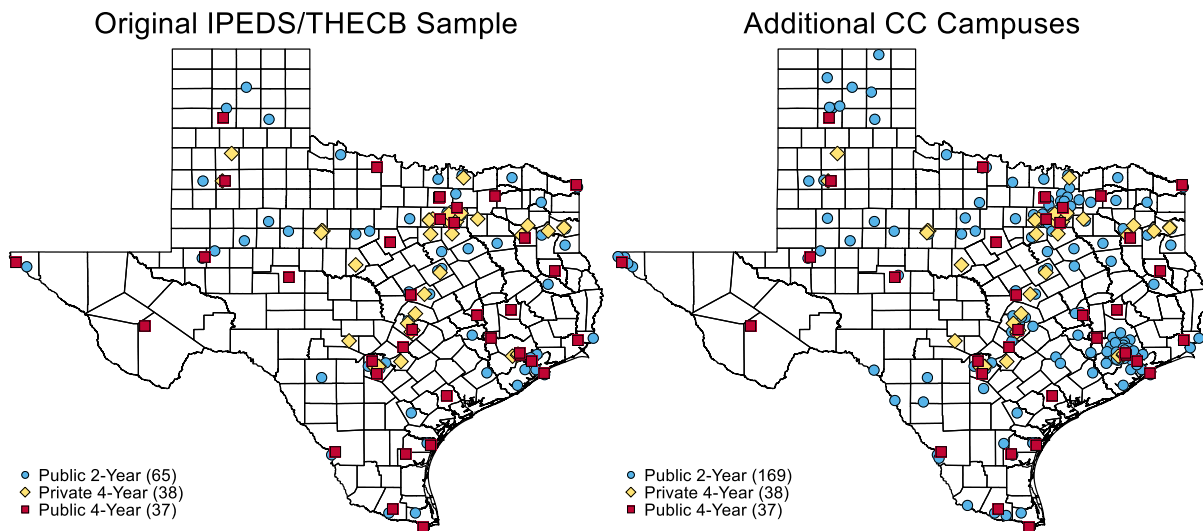 Original IPEDS/THECB Sample
Public 2-Year (65)
Private 4-Year (38)
Public 4-Year (37)
Additional CC Campuses
Public 2-Year (169)
Private 4-Year (38)
Public 4-Year (37)